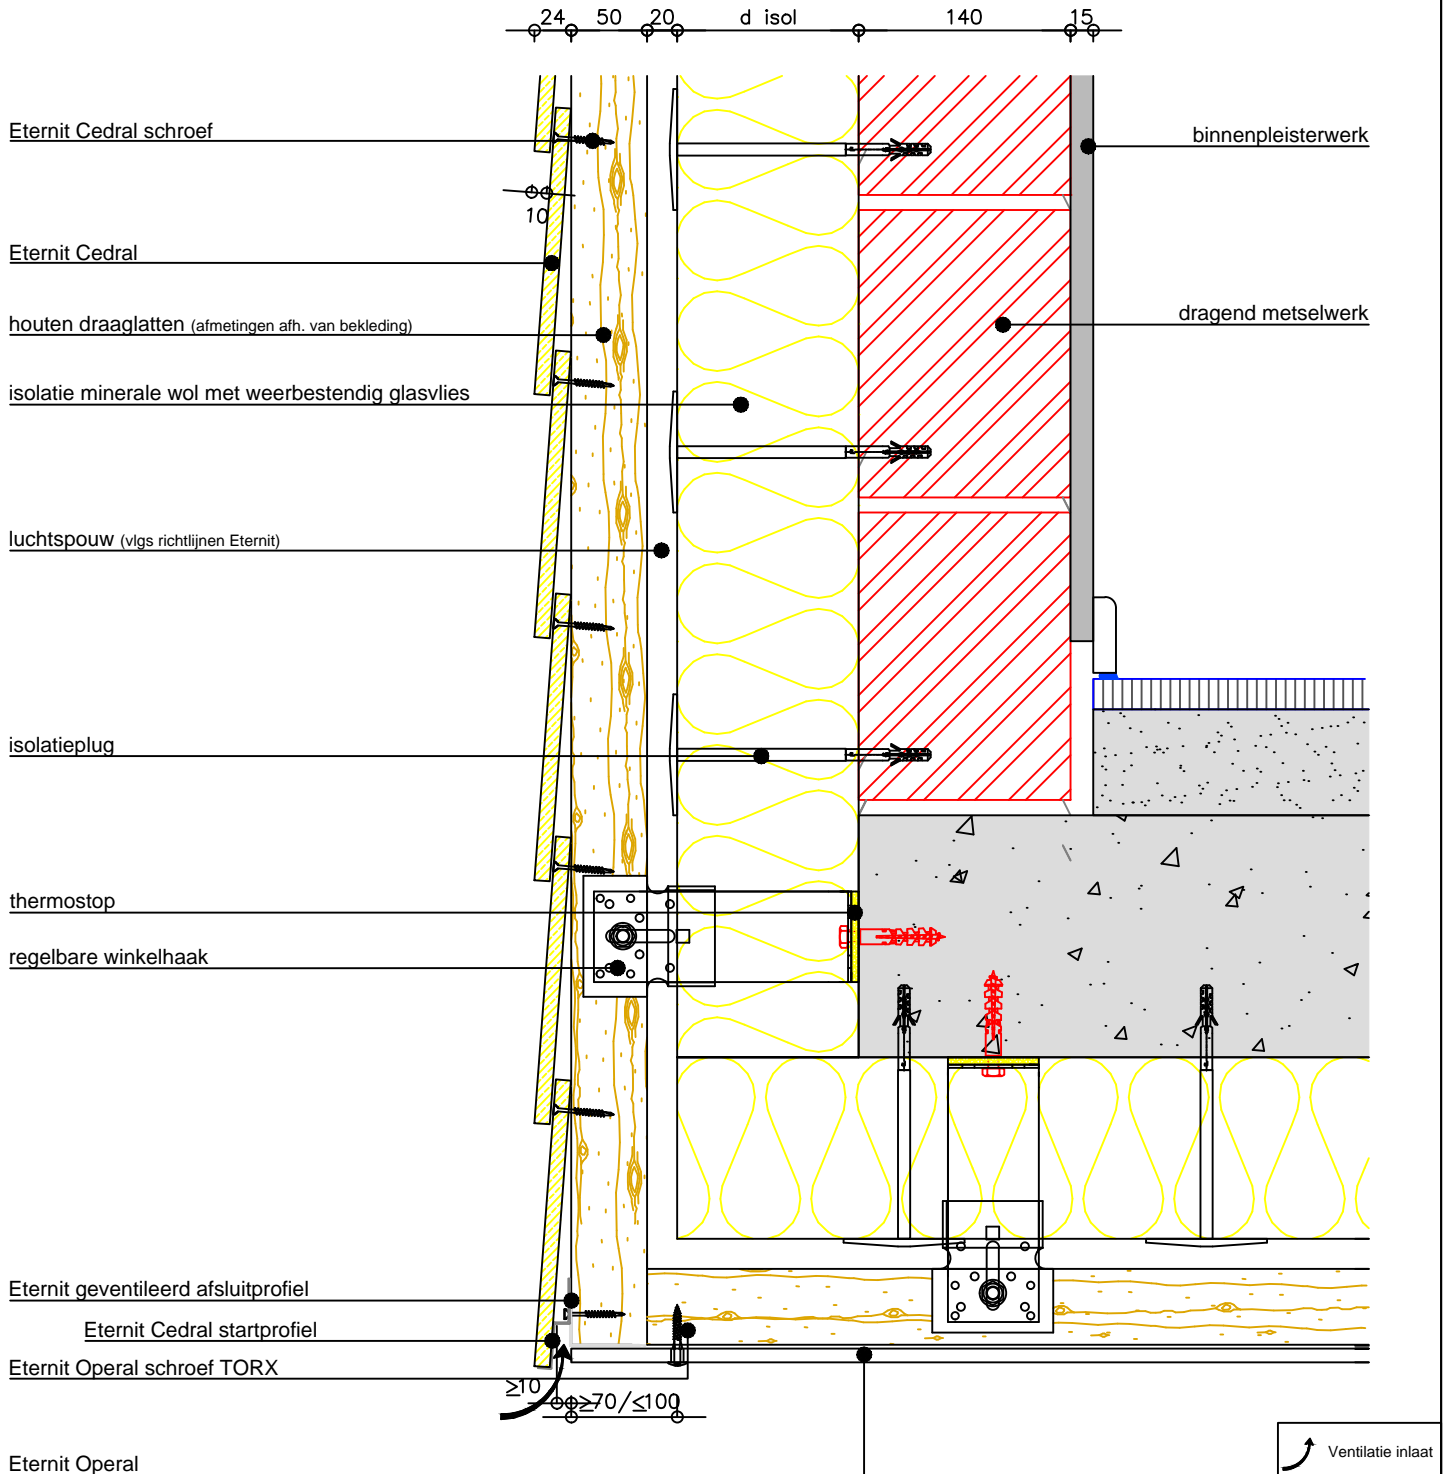 24 50 20 d isol 140 15
Eternit Cedral schroef
binnenpleisterwerk
10
Eternit Cedral
houten draaglatten (afmetingen afh. van bekleding)
dragend metselwerk
isolatie minerale wol met weerbestendig glasvlies
luchtspouw (vlgs richtlijnen Eternit)
isolatieplug
thermostop
regelbare winkelhaak
Eternit geventileerd afsluitprofiel
Eternit Cedral startprofiel
Eternit Operal schroef TORX
≥10
≥70/≤100
Ventilatie inlaat
Eternit Operal